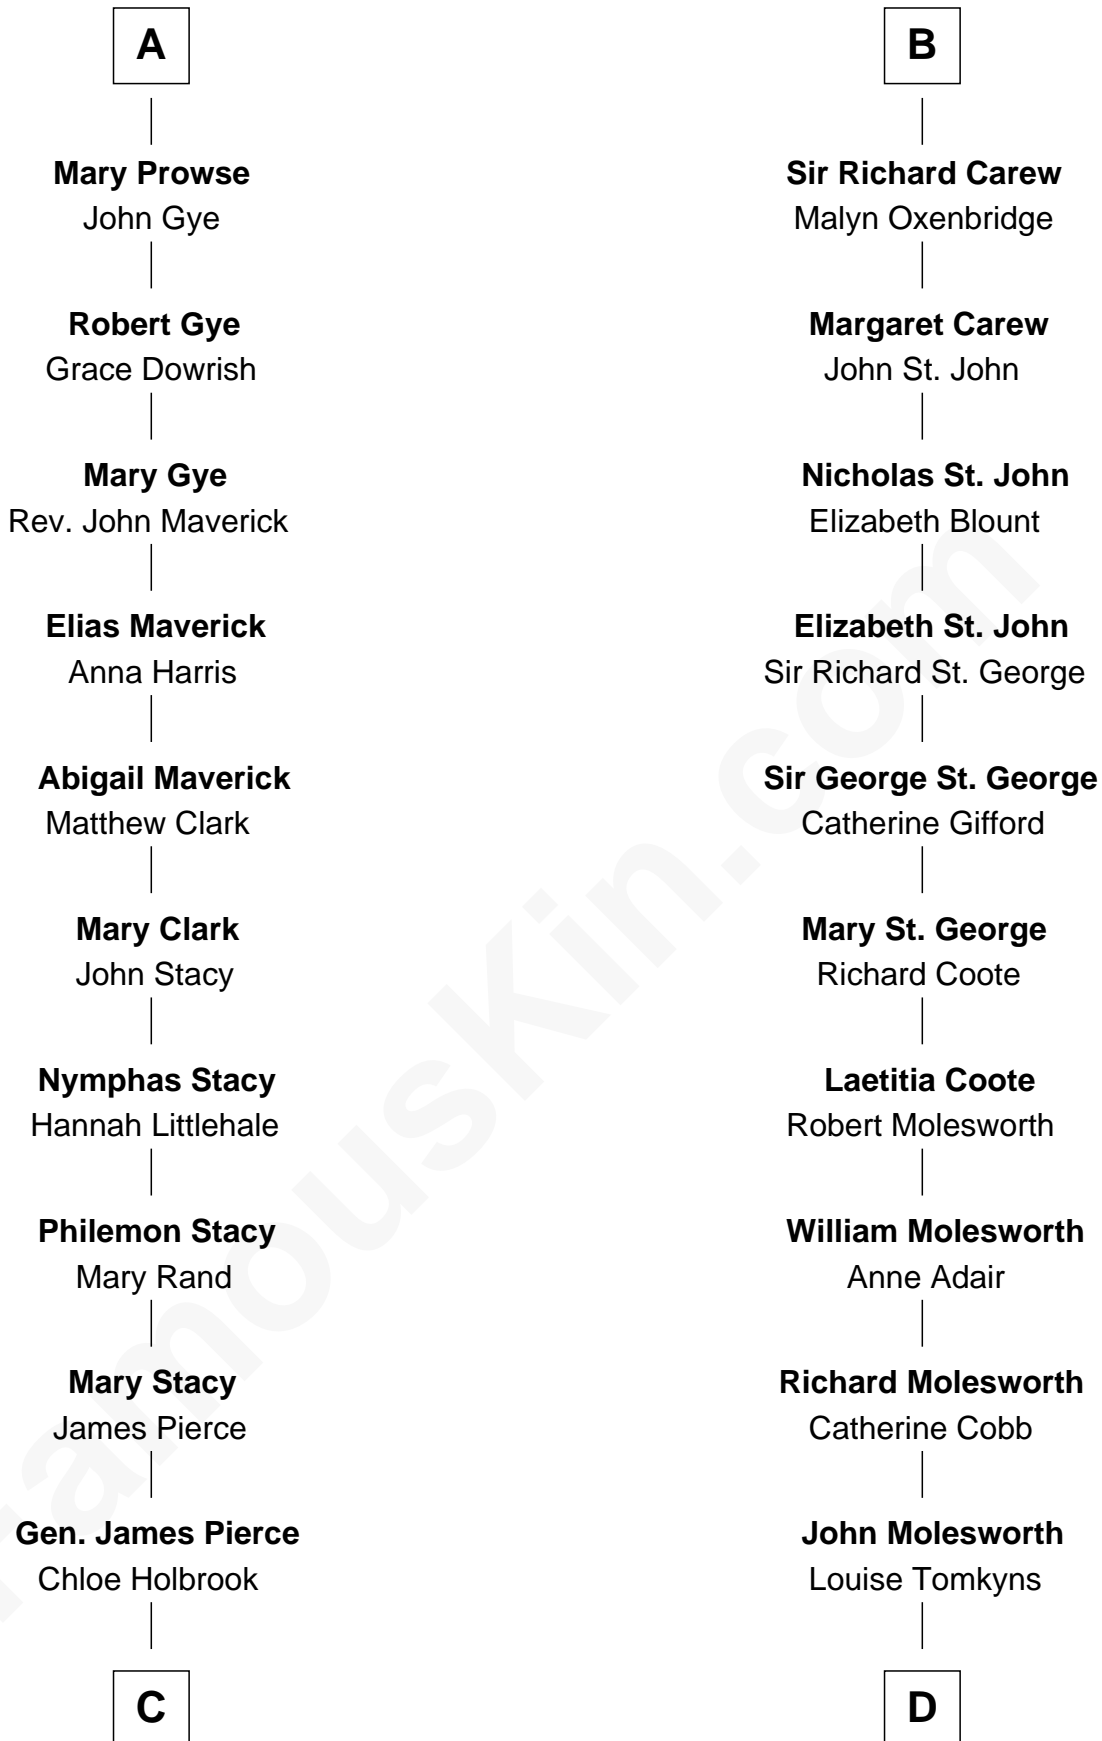 A
Mary Prowse
John Gye
Robert Gye
Grace Dowrish
Mary Gye
Rev. John Maverick
Elias Maverick
Anna Harris
Abigail Maverick
Matthew Clark
Mary Clark
John Stacy
Nymphas Stacy
Hannah Littlehale
Philemon Stacy
Mary Rand
Mary Stacy
James Pierce
Gen. James Pierce
Chloe Holbrook
C
B
Sir Richard Carew
Malyn Oxenbridge
Margaret Carew
John St. John
Nicholas St. John
Elizabeth Blount
Elizabeth St. John
Sir Richard St. George
Sir George St. George
Catherine Gifford
Mary St. George
Richard Coote
Laetitia Coote
Robert Molesworth
William Molesworth
Anne Adair
Richard Molesworth
Catherine Cobb
John Molesworth
Louise Tomkyns
D
FamousKin.com